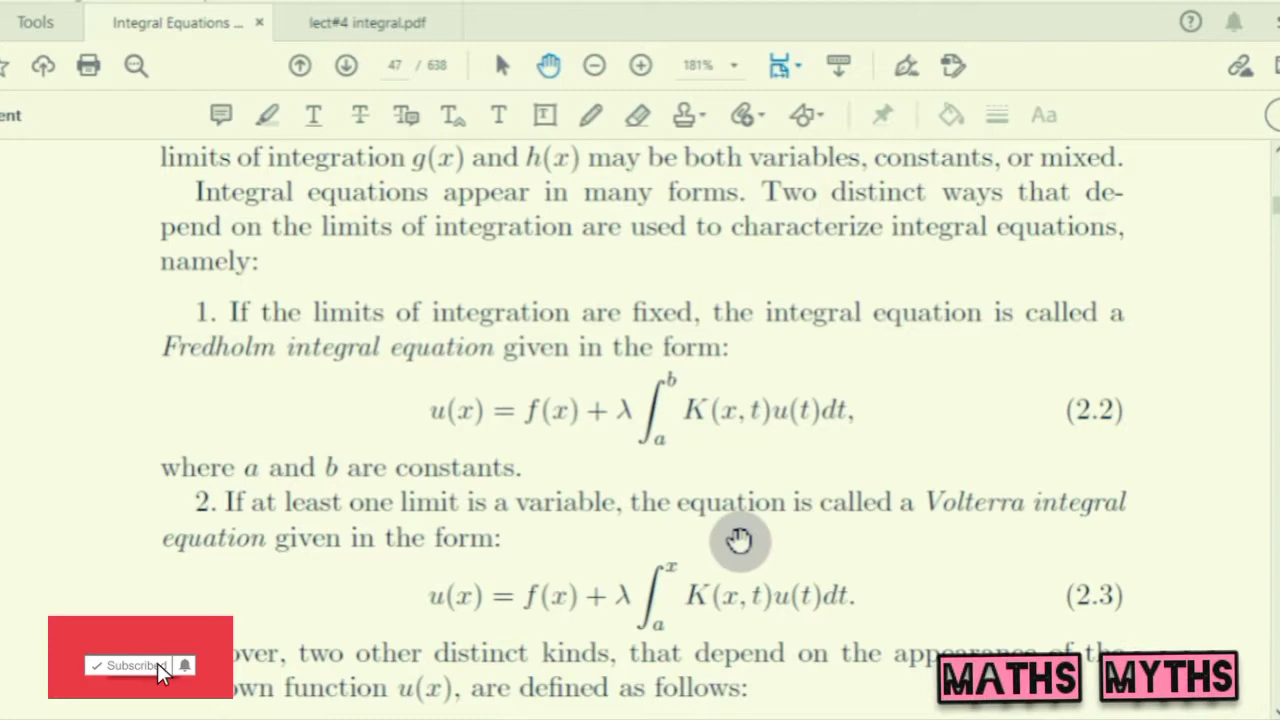 Tools
Integral Equations ... ×
lect#4 integral.pdf
47 / 638
181%
ent
Aa
limits of integration g(x) and h(x) may be both variables, constants, or mixed.
Integral equations appear in many forms. Two distinct ways that de-
pend on the limits of integration are used to characterize integral equations,
namely:
1. If the limits of integration are fixed, the integral equation is called a
Fredholm integral equation given in the form:
u(x) = f(x) + λ ∫_a^b K(x, t)u(t)dt, (2.2)
where a and b are constants.
2. If at least one limit is a variable, the equation is called a Volterra integral
equation given in the form:
u(x) = f(x) + λ ∫_a^x K(x, t)u(t)dt. (2.3)
over, two other distinct kinds, that depend on the of the
own function u(x), are defined as follows:
Subscribed
MATHS MYTHS